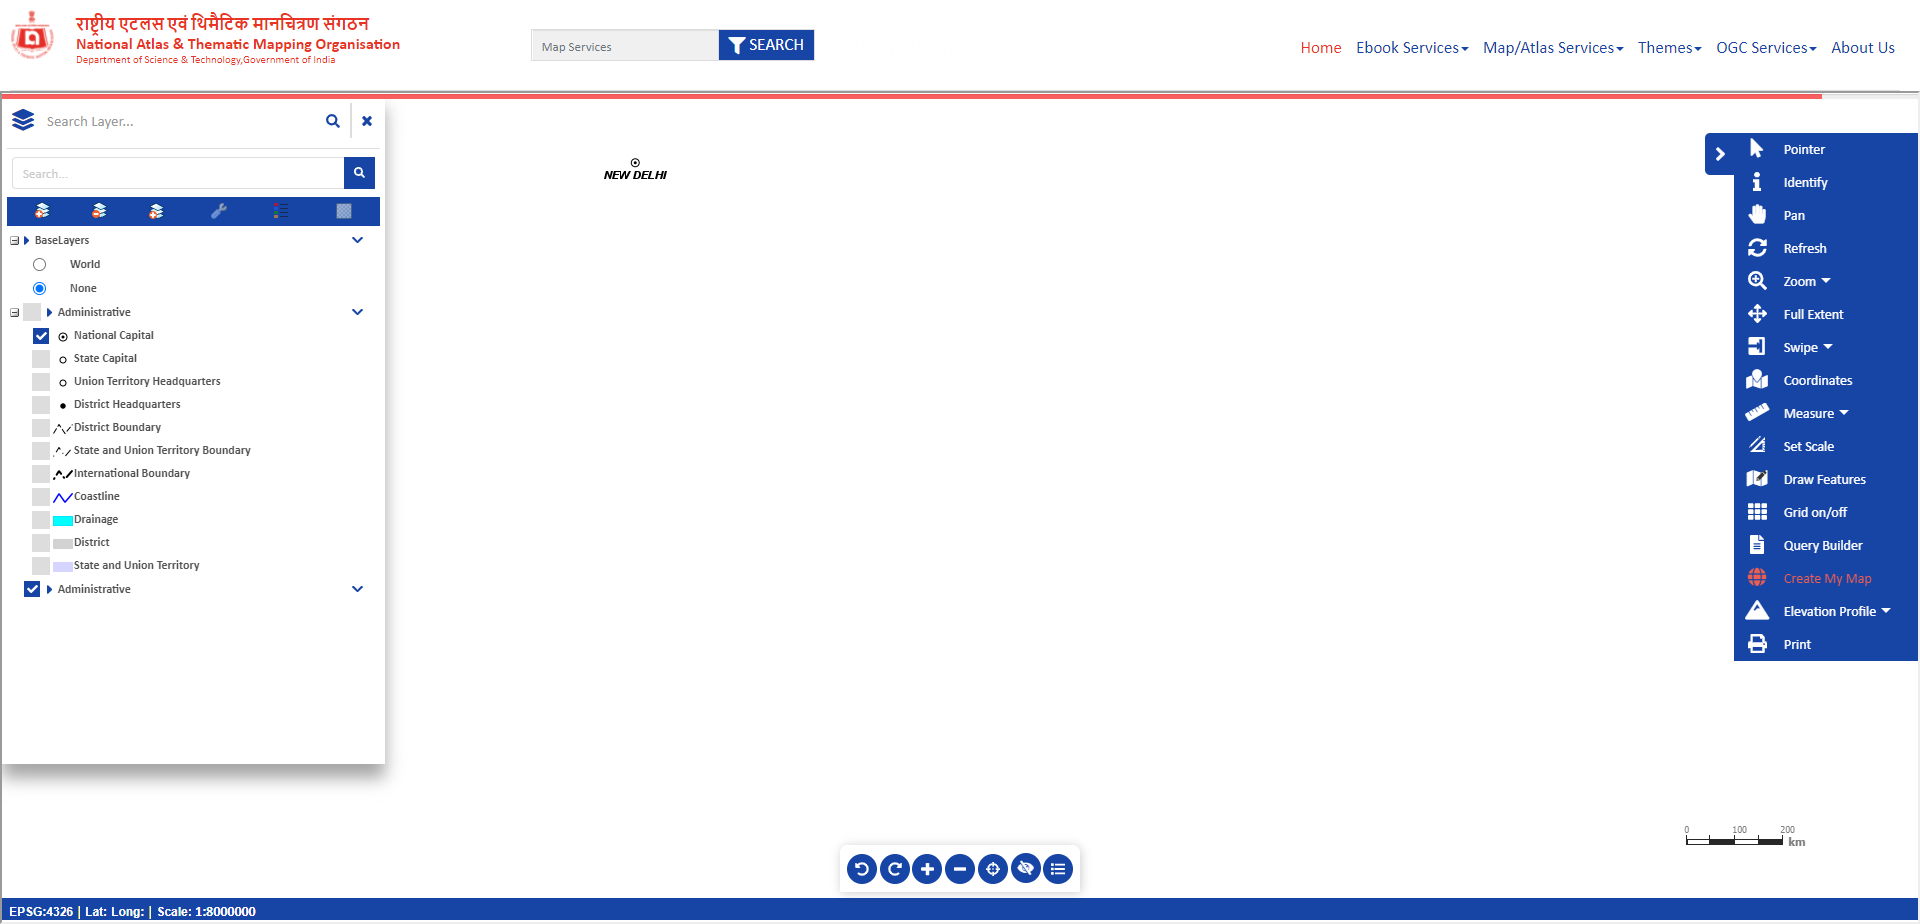 राष्ट्रीय एटलस एवं थिमैटिक मानचित्रण संगठन
National Atlas & Thematic Mapping Organisation
Department of Science & Technology,Government of India
Map Services
SEARCH
Home
Ebook Services
Map/Atlas Services
Themes
OGC Services
About Us
Search Layer...
Search...
BaseLayers
World
None
Administrative
National Capital
State Capital
Union Territory Headquarters
District Headquarters
District Boundary
State and Union Territory Boundary
International Boundary
Coastline
Drainage
District
State and Union Territory
Administrative
NEW DELHI
Pointer
Identify
Pan
Refresh
Zoom
Full Extent
Swipe
Coordinates
Measure
Set Scale
Draw Features
Grid on/off
Query Builder
Create My Map
Elevation Profile
Print
0 100 200
km
EPSG:4326 | Lat: Long: | Scale: 1:8000000